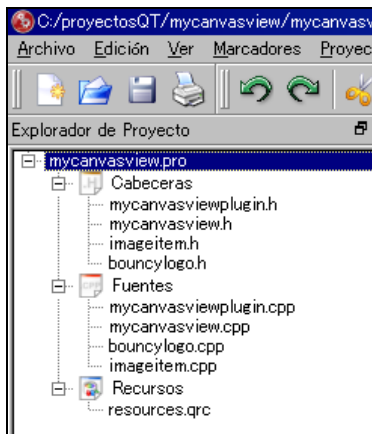 C:/proyectosQT/mycanvasview/mycanvasv
Archivo Edición Ver Marcadores Proyec
Explorador de Proyecto
mycanvasview.pro
Cabeceras
mycanvasviewplugin.h
mycanvasview.h
imageitem.h
bouncylogo.h
Fuentes
mycanvasviewplugin.cpp
mycanvasview.cpp
bouncylogo.cpp
imageitem.cpp
Recursos
resources.qrc